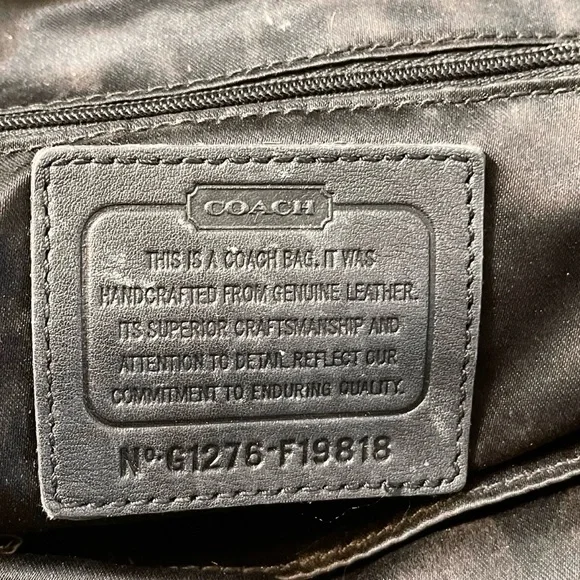 COACH
THIS IS A COACH BAG. IT WAS
HANDCRAFTED FROM GENUINE LEATHER.
ITS SUPERIOR CRAFTSMANSHIP AND
ATTENTION TO DETAIL REFLECT OUR
COMMITMENT TO ENDURING QUALITY.
Nº G1276-F19818